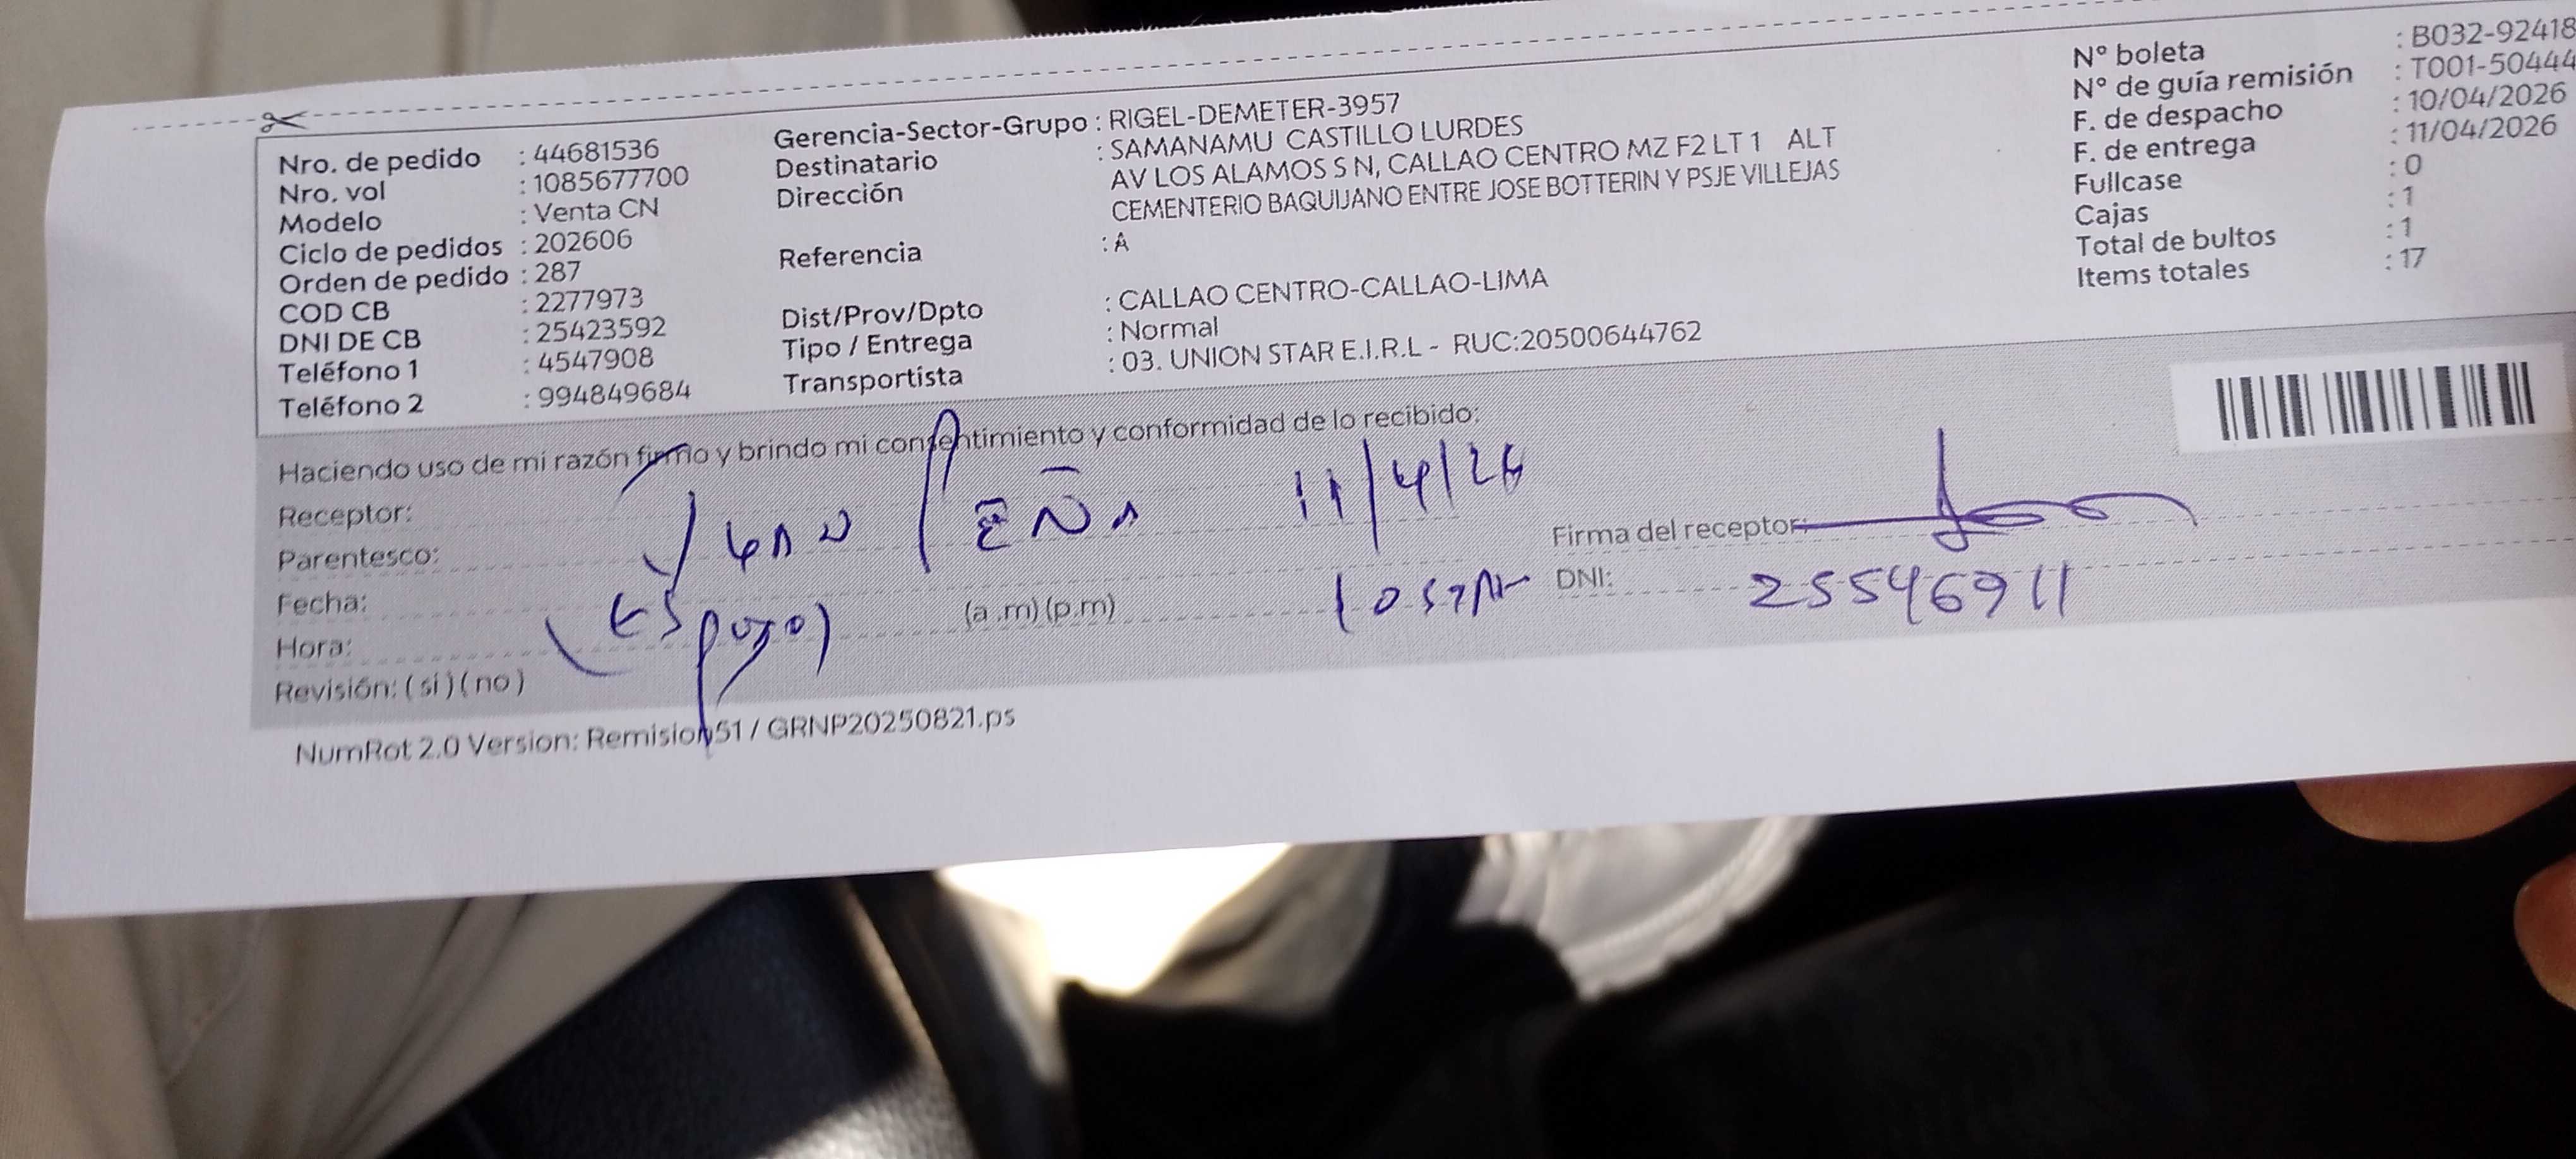 Nro. de pedido : 44681536
Nro. vol : 1085677700
Modelo : Venta CN
Ciclo de pedidos : 202606
Orden de pedido : 287
COD CB : 2277973
DNI DE CB : 25423592
Teléfono 1 : 4547908
Teléfono 2 : 994849684
Gerencia-Sector-Grupo : RIGEL-DEMETER-3957
Destinatario : SAMANAMU CASTILLO LURDES
Dirección AV LOS ALAMOS S N, CALLAO CENTRO MZ F2 LT 1 ALT
CEMENTERIO BAQUIJANO ENTRE JOSE BOTTERIN Y PSJE VILLEJAS
Referencia : A
Dist/Prov/Dpto : CALLAO CENTRO-CALLAO-LIMA
Tipo / Entrega : Normal
Transportista : 03. UNION STAR E.I.R.L - RUC:20500644762
N° boleta : B032-92418
N° de guía remisión : T001-50444
F. de despacho : 10/04/2026
F. de entrega : 11/04/2026
Fullcase : 0
Cajas : 1
Total de bultos : 1
Items totales : 17
Haciendo uso de mi razón firmo y brindo mi consentimiento y conformidad de lo recibido:
Receptor:
Parentesco: PEÑA 11/4/26
Fecha:
Hora: (Esposo) (a .m) (p.m)
Revisión: ( sí ) ( no )
Firma del receptor:
DNI: 25546911
NumRot 2.0 Version: Remision51 / GRNP20250821.ps